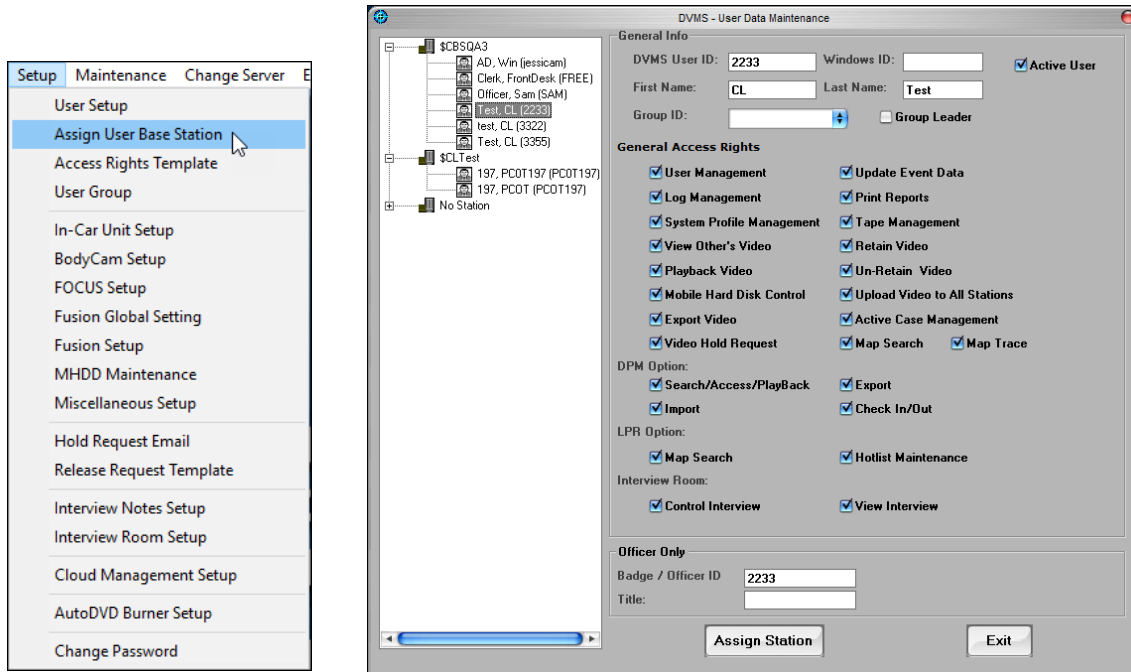 Setup Maintenance Change Server E
User Setup
Assign User Base Station
Access Rights Template
User Group
In-Car Unit Setup
BodyCam Setup
FOCUS Setup
Fusion Global Setting
Fusion Setup
MHDD Maintenance
Miscellaneous Setup
Hold Request Email
Release Request Template
Interview Notes Setup
Interview Room Setup
Cloud Management Setup
AutoDVD Burner Setup
Change Password
DVMS - User Data Maintenance
$CBSQA3
AD, Win (jessicam)
Clerk, FrontDesk (FREE)
Officer, Sam (SAM)
Test, CL (2233)
test, CL (3322)
Test, CL (3355)
$CLTest
197, PC0T197 (PC0T197)
197, PCOT (PCOT197)
No Station
General Info
DVMS User ID: 2233 Windows ID: Active User
First Name: CL Last Name: Test
Group ID: Group Leader
General Access Rights
User Management Update Event Data
Log Management Print Reports
System Profile Management Tape Management
View Other's Video Retain Video
Playback Video Un-Retain Video
Mobile Hard Disk Control Upload Video to All Stations
Export Video Active Case Management
Video Hold Request Map Search Map Trace
DPM Option:
Search/Access/PlayBack Export
Import Check In/Out
LPR Option:
Map Search Hotlist Maintenance
Interview Room:
Control Interview View Interview
Officer Only
Badge / Officer ID 2233
Title:
Assign Station Exit